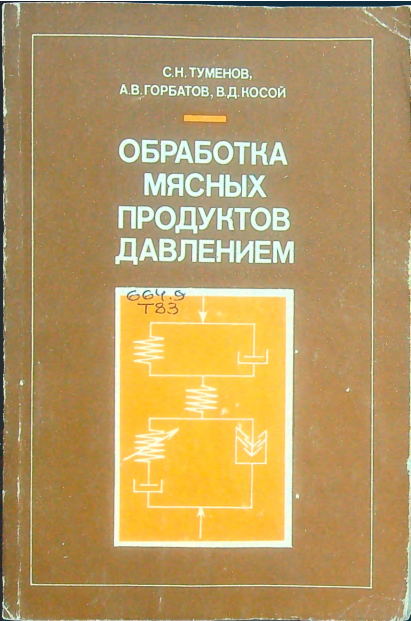 С.Н. ТУМЕНОВ,
А.В. ГОРБАТОВ, В.Д. КОСОЙ
ОБРАБОТКА
МЯСНЫХ
ПРОДУКТОВ
ДАВЛЕНИЕМ
664.9
Т83